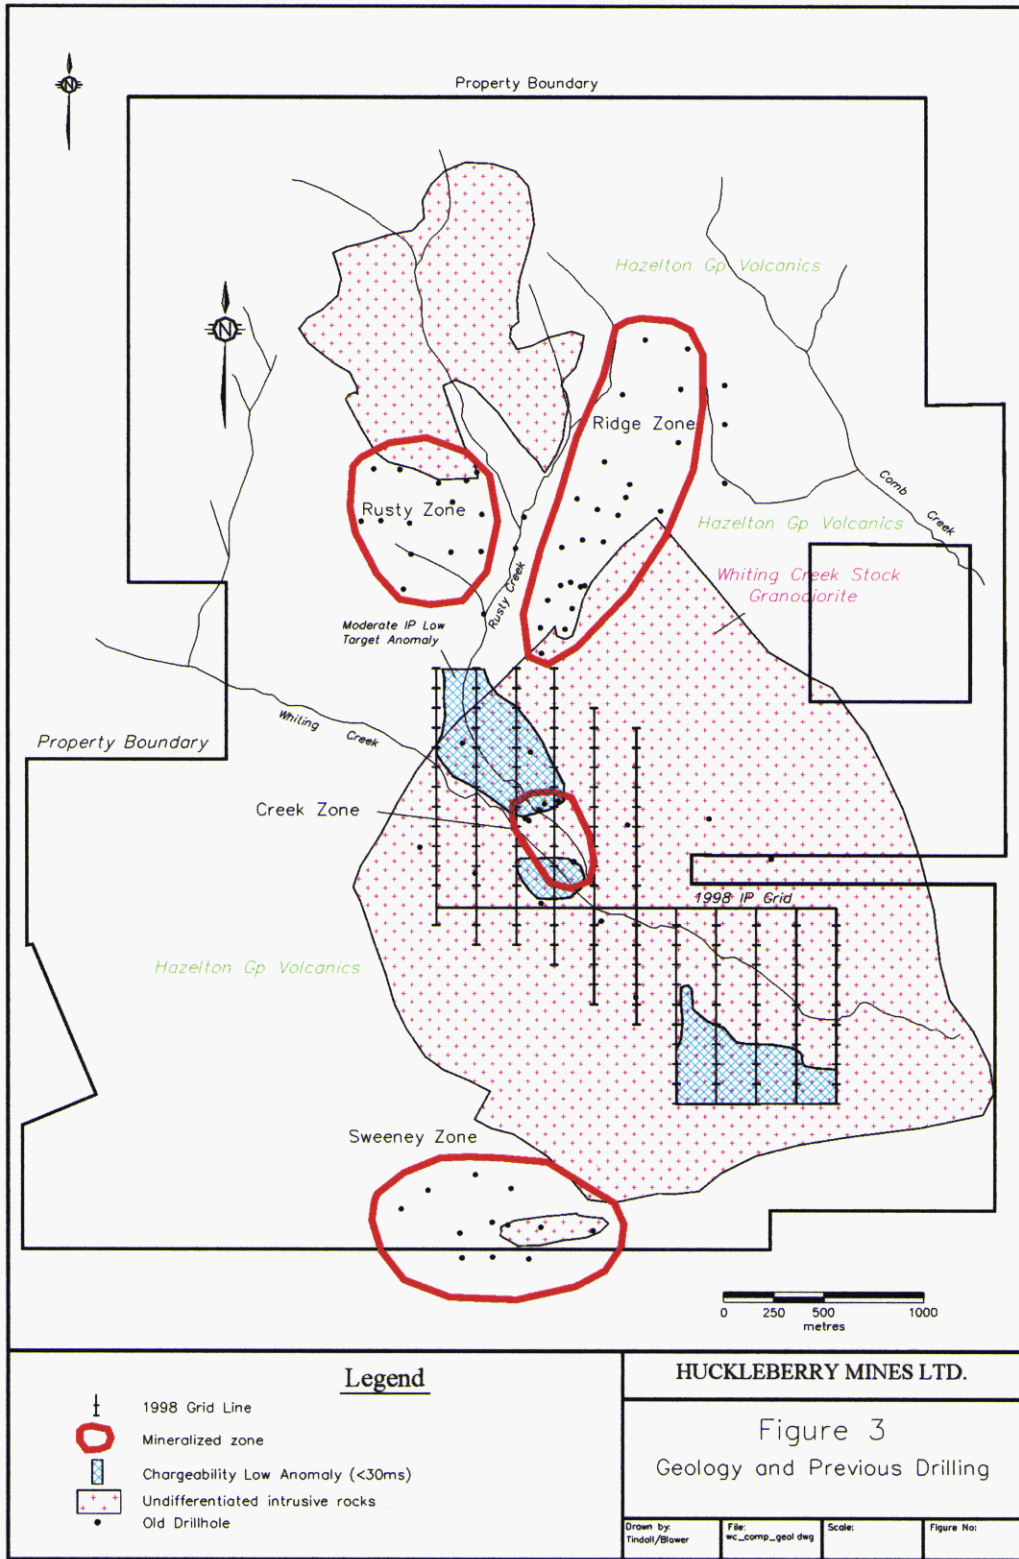 N
Property Boundary
Hazelton Gp Volcanics
N
Ridge Zone
Comb
Creek
Rusty Zone
Hazelton Gp Volcanics
Rusty Creek
Whiting Creek Stock
Granodiorite
Moderate IP Low
Target Anomaly
Whiting Creek
Property Boundary
Creek Zone
1998 IP Grid
Hazelton Gp Volcanics
Sweeney Zone
0 250 500 1000
metres
Legend
1998 Grid Line
Mineralized zone
Chargeability Low Anomaly (<30ms)
Undifferentiated intrusive rocks
Old Drillhole
HUCKLEBERRY MINES LTD.
Figure 3
Geology and Previous Drilling
Drawn by:
Tindall/Blower
File:
wc_comp_geol dwg
Scale:
Figure No: